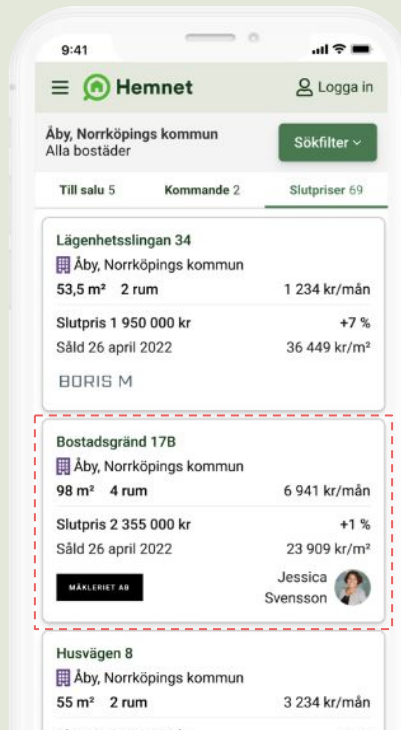 9:41
Hemnet
Logga in
Åby, Norrköpings kommun
Alla bostäder
Sökfilter
Till salu 5 Kommande 2 Slutpriser 69
Lägenhetsslingan 34
Åby, Norrköpings kommun
53,5 m² 2 rum 1 234 kr/mån
Slutpris 1 950 000 kr +7 %
Såld 26 april 2022 36 449 kr/m²
BORIS M
Bostadsgränd 17B
Åby, Norrköpings kommun
98 m² 4 rum 6 941 kr/mån
Slutpris 2 355 000 kr +1 %
Såld 26 april 2022 23 909 kr/m²
MÄKLERIET AB
Jessica
Svensson
Husvägen 8
Åby, Norrköpings kommun
55 m² 2 rum 3 234 kr/mån